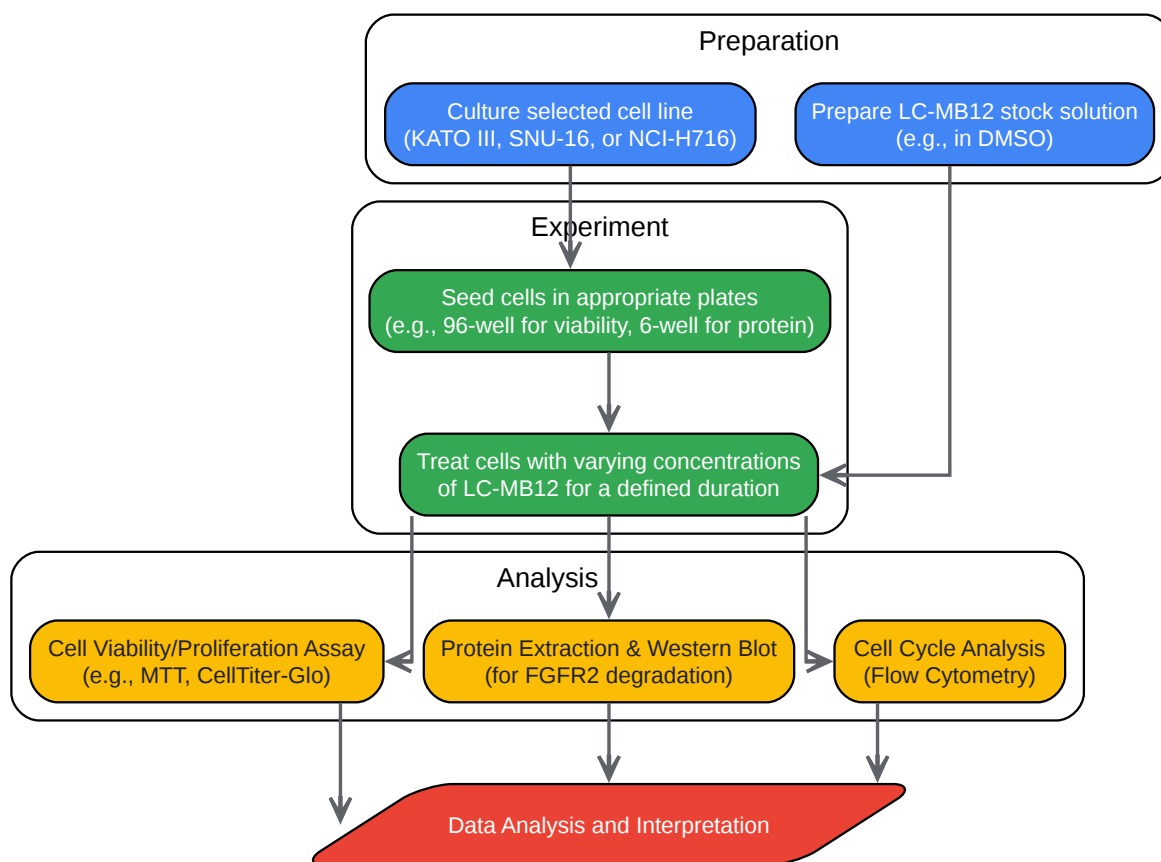 Preparation
Culture selected cell line
(KATO III, SNU-16, or NCI-H716)
Prepare LC-MB12 stock solution
(e.g., in DMSO)
Experiment
Seed cells in appropriate plates
(e.g., 96-well for viability, 6-well for protein)
Treat cells with varying concentrations
of LC-MB12 for a defined duration
Analysis
Cell Viability/Proliferation Assay
(e.g., MTT, CellTiter-Glo)
Protein Extraction & Western Blot
(for FGFR2 degradation)
Cell Cycle Analysis
(Flow Cytometry)
Data Analysis and Interpretation